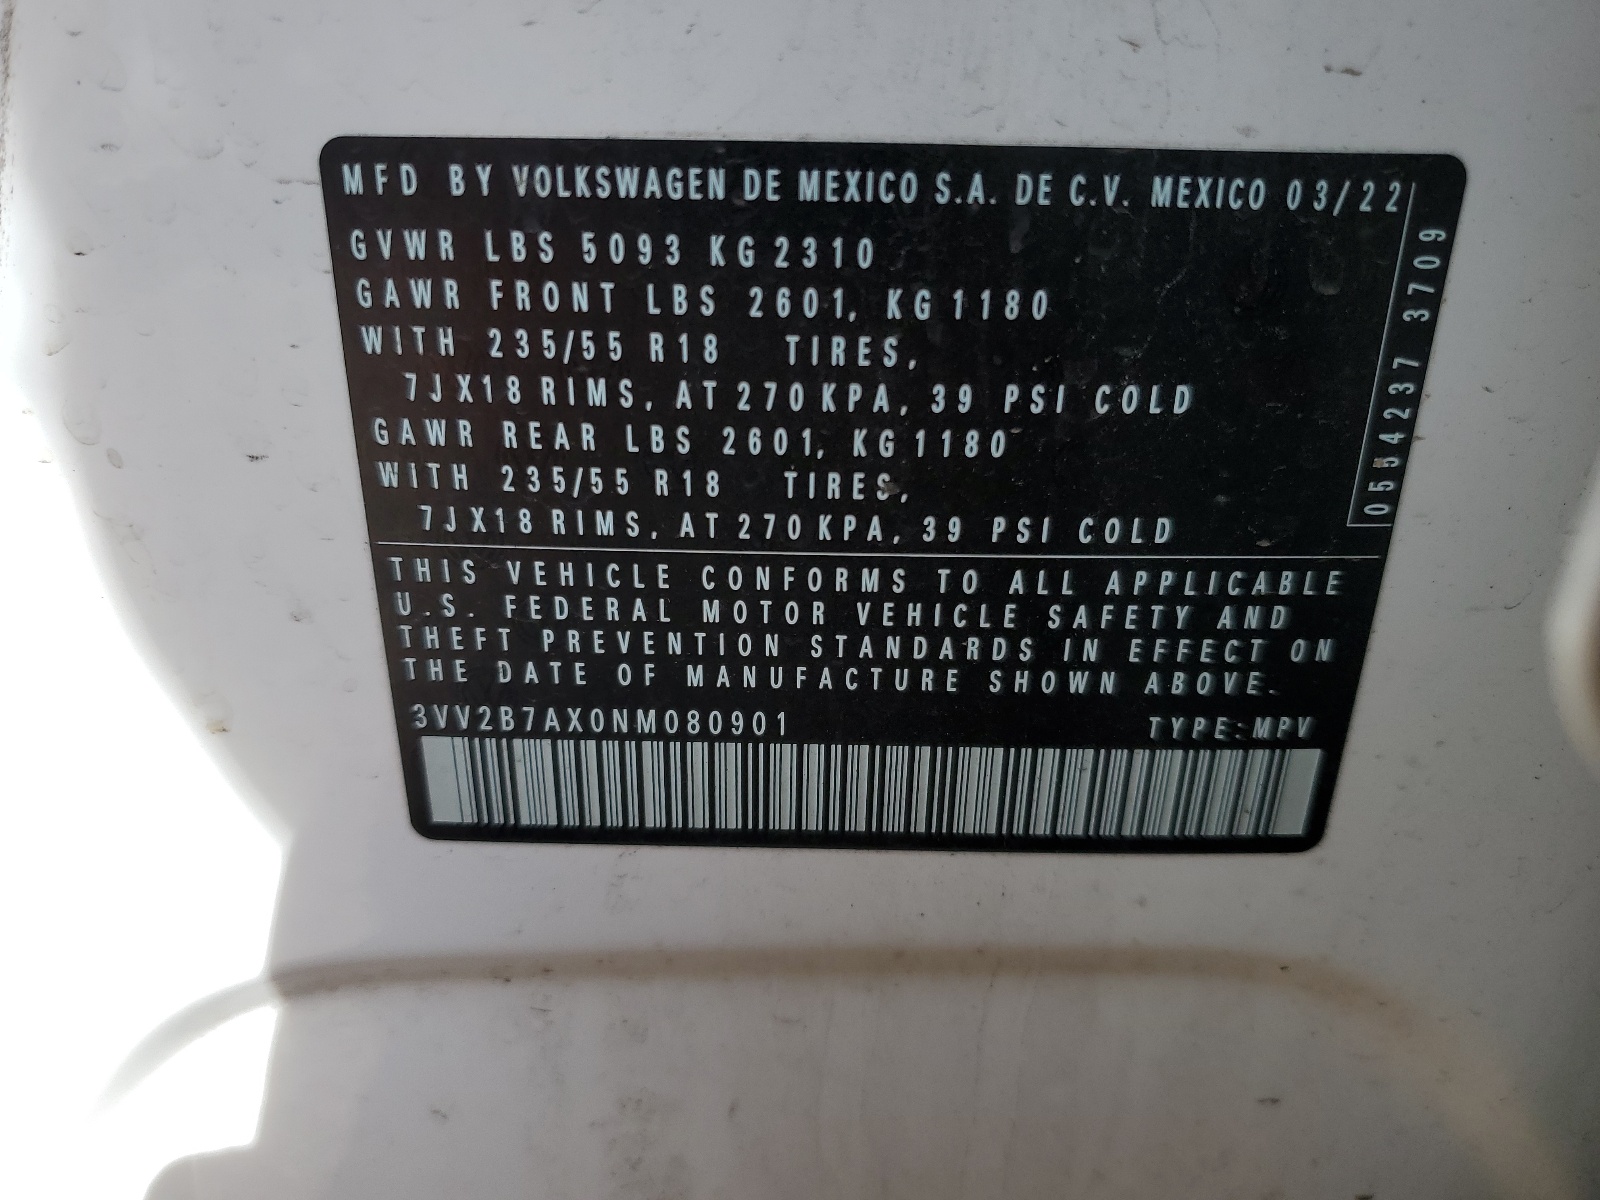 MFD BY VOLKSWAGEN DE MEXICO S.A. DE C.V. MEXICO 03/22
GVWR LBS 5093 KG 2310
GAWR FRONT LBS 2601, KG 1180
WITH 235/55 R18 TIRES,
7JX18 RIMS, AT 270 KPA, 39 PSI COLD
GAWR REAR LBS 2601, KG 1180
WITH 235/55 R18 TIRES,
7JX18 RIMS, AT 270 KPA, 39 PSI COLD
0554237 3709
THIS VEHICLE CONFORMS TO ALL APPLICABLE
U.S. FEDERAL MOTOR VEHICLE SAFETY AND
THEFT PREVENTION STANDARDS IN EFFECT ON
THE DATE OF MANUFACTURE SHOWN ABOVE.
3VV2B7AX0NM080901 TYPE: MPV